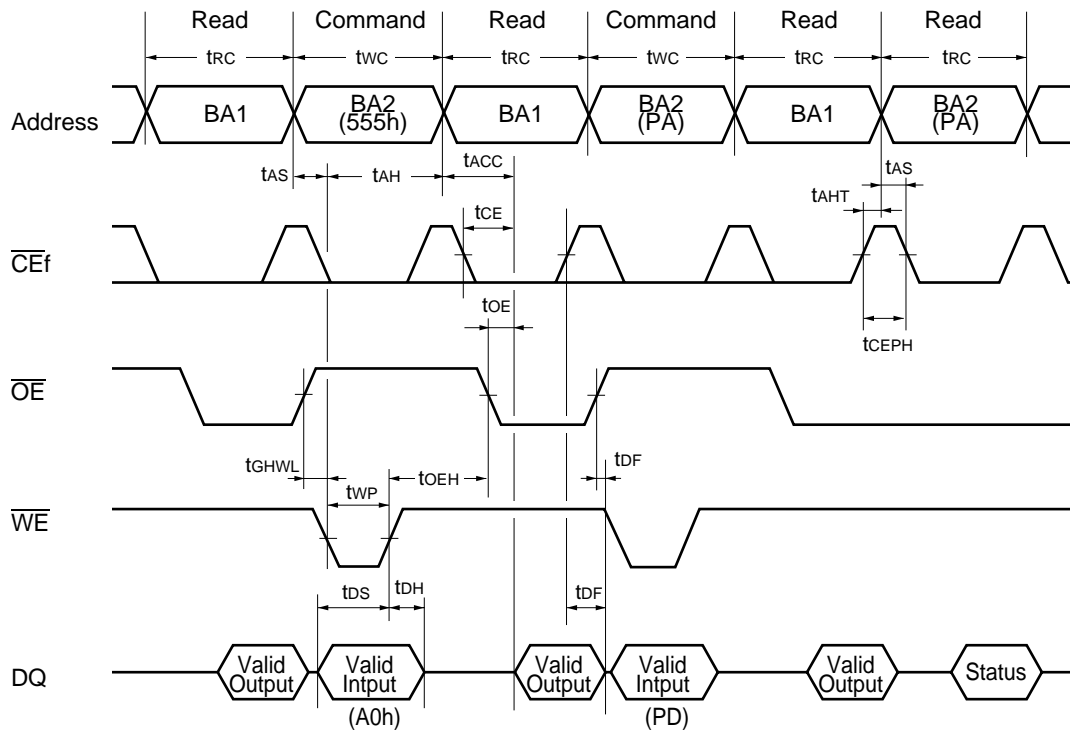 Read Command Read Command Read Read
tRC tWC tRC tWC tRC tRC
Address BA1 BA2 (555h) BA1 BA2 (PA) BA1 BA2 (PA)
tAS tAH tACC tAS
tAHT
tCE
CEf
tOE
tCEPH
OE
tGHWL tWP tOEH tDF
WE
tDS tDH tDF
DQ
Valid Output
Valid Intput
Valid Output
Valid Intput
Valid Output
Status
(A0h) (PD)